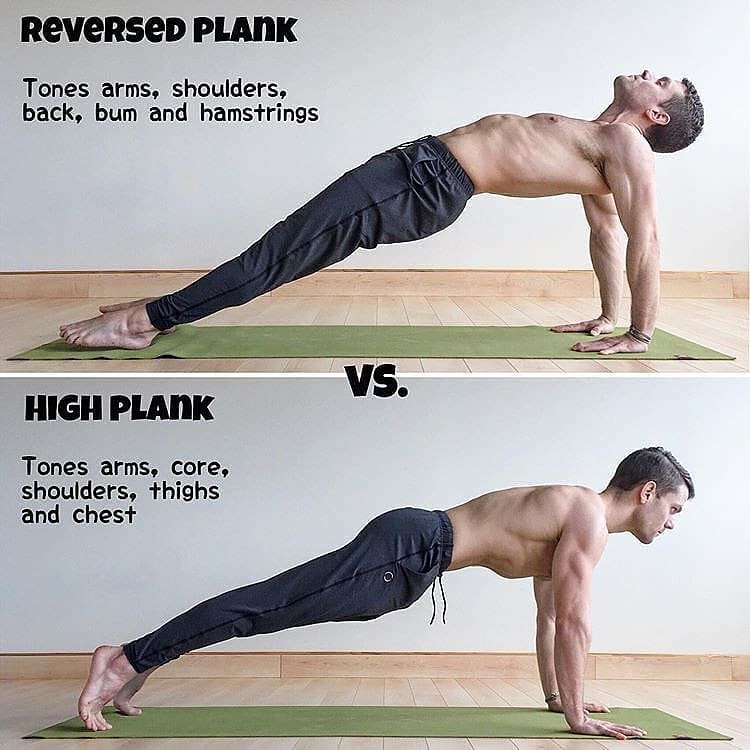 Reversed Plank
Tones arms, shoulders,
back, bum and hamstrings
vs.
High Plank
Tones arms, core,
shoulders, thighs
and chest